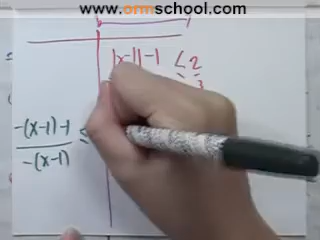 www.ormschool.com
|x-1|-1 ≤ 2
-(x-1)-1 ≤
-(x-1)